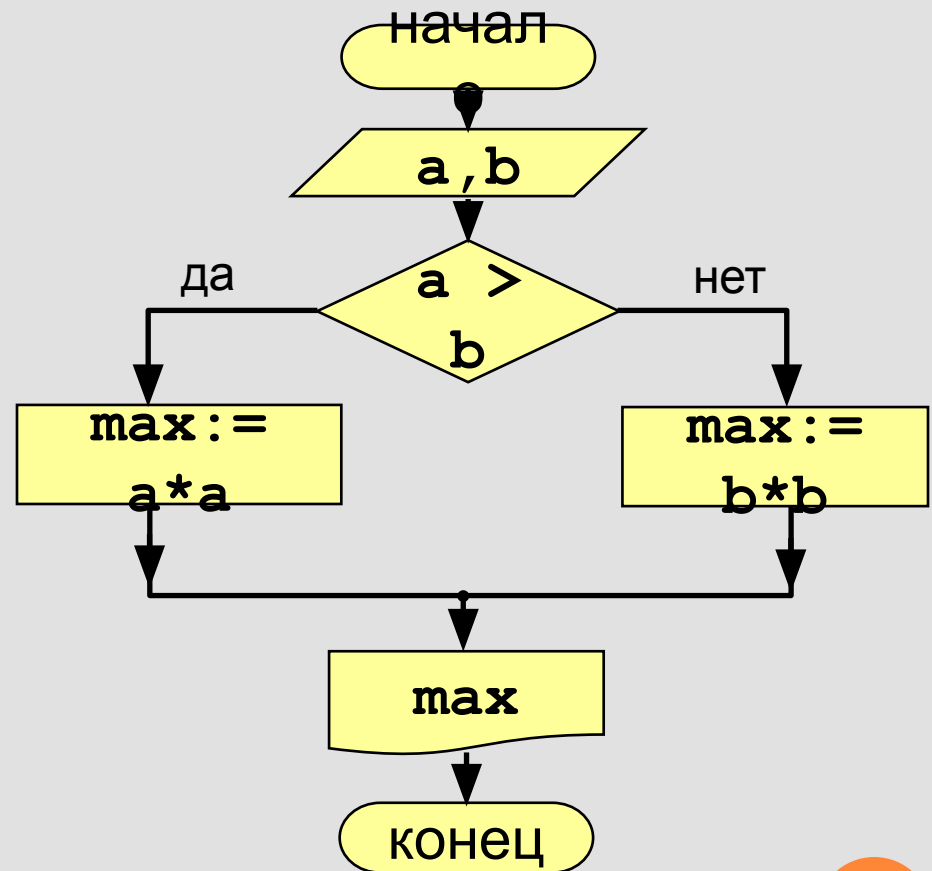 начал
a,b
a >
b
да
нет
max:=
a*a
max:=
b*b
max
конец